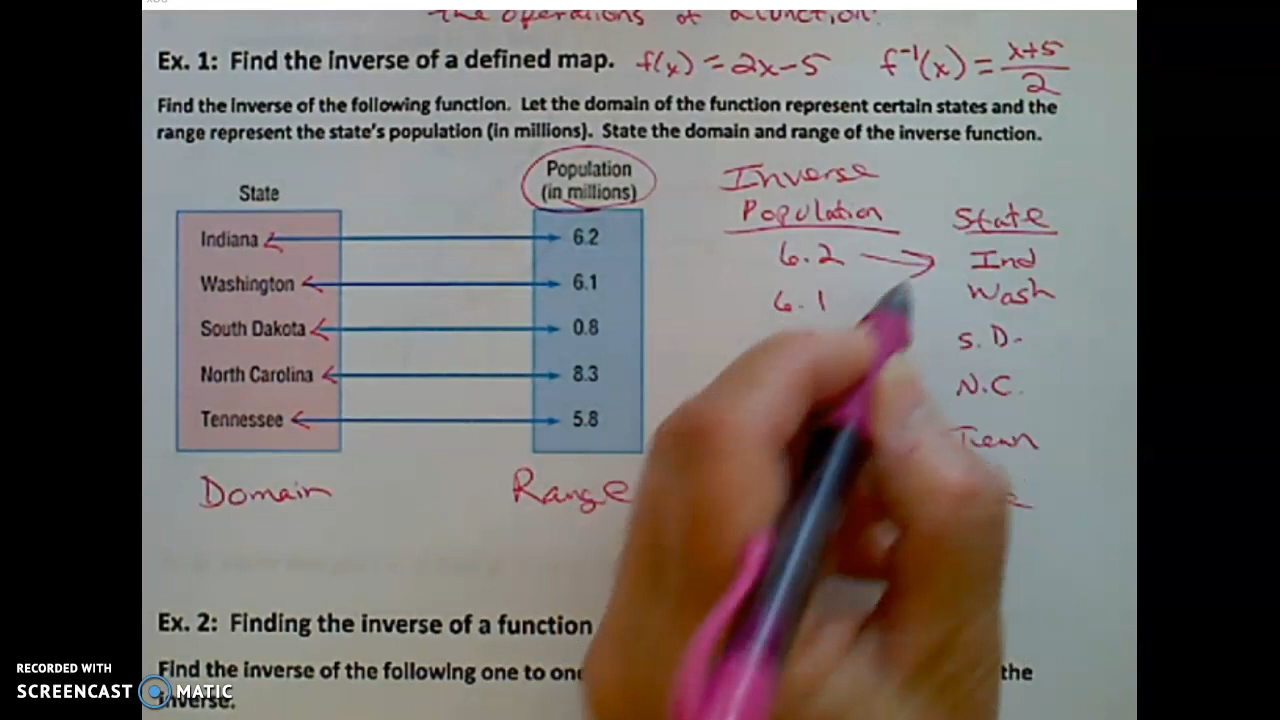 the operations of a function.
Ex. 1: Find the inverse of a defined map. f(x) = 2x-5 f⁻¹(x) = x+5/2
Find the inverse of the following function. Let the domain of the function represent certain states and the
range represent the state's population (in millions). State the domain and range of the inverse function.
State
Population
(in millions)
Indiana 6.2
Washington 6.1
South Dakota 0.8
North Carolina 8.3
Tennessee 5.8
Domain Range
Inverse
Population State
6.2 Ind
6.1 Wash
S.D.
N.C.
Tenn
Ex. 2: Finding the inverse of a function
Find the inverse of the following one to one the
inverse.
RECORDED WITH
SCREENCAST MATIC